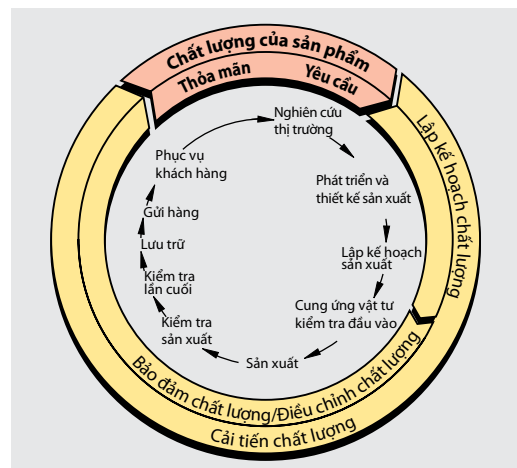 Chất lượng của sản phẩm
Thỏa mãn
Yêu cầu
Lập kế hoạch chất lượng
Nghiên cứu
thị trường
Phát triển và
thiết kế sản xuất
Lập kế hoạch
sản xuất
Cung ứng vật tư
kiểm tra đầu vào
Sản xuất
Kiểm tra
sản xuất
Kiểm tra
lần cuối
Lưu trữ
Gửi hàng
Phục vụ
khách hàng
Bảo đảm chất lượng/Điều chỉnh chất lượng
Cải tiến chất lượng